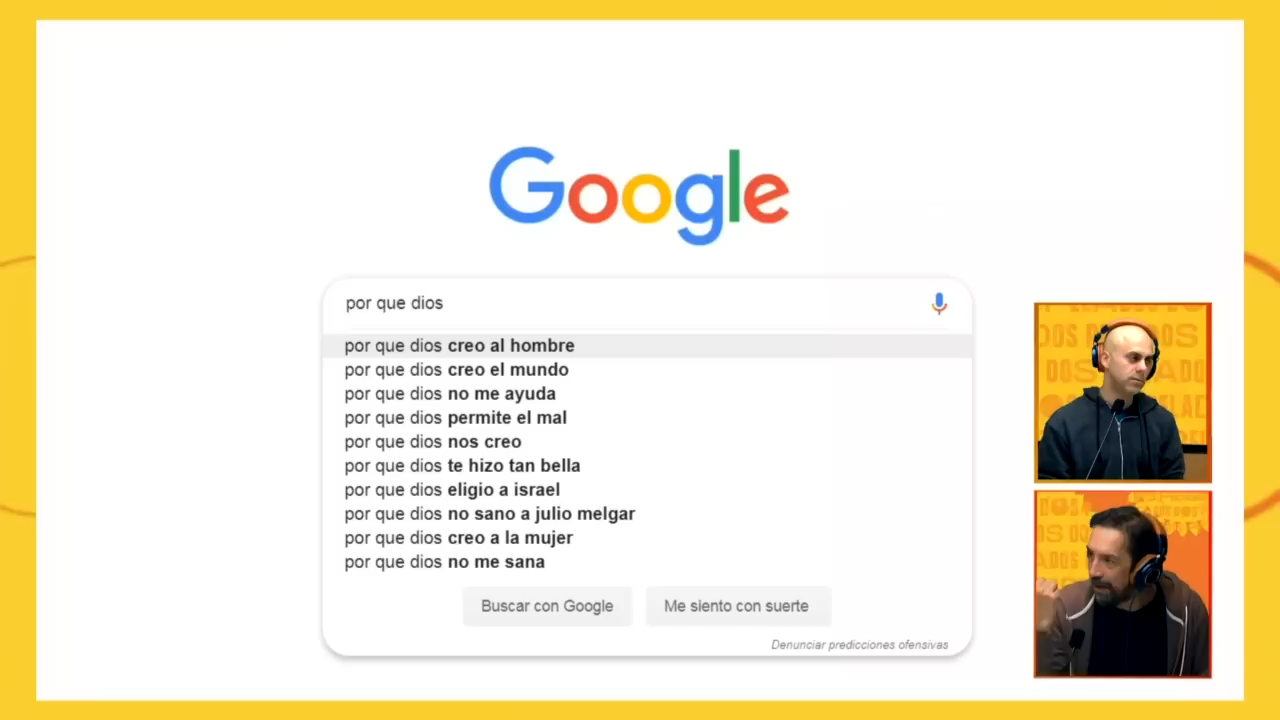 Google
por que dios
por que dios creo al hombre
por que dios creo el mundo
por que dios no me ayuda
por que dios permite el mal
por que dios nos creo
por que dios te hizo tan bella
por que dios eligio a israel
por que dios no sano a julio melgar
por que dios creo a la mujer
por que dios no me sana
Buscar con Google
Me siento con suerte
Denunciar predicciones ofensivas